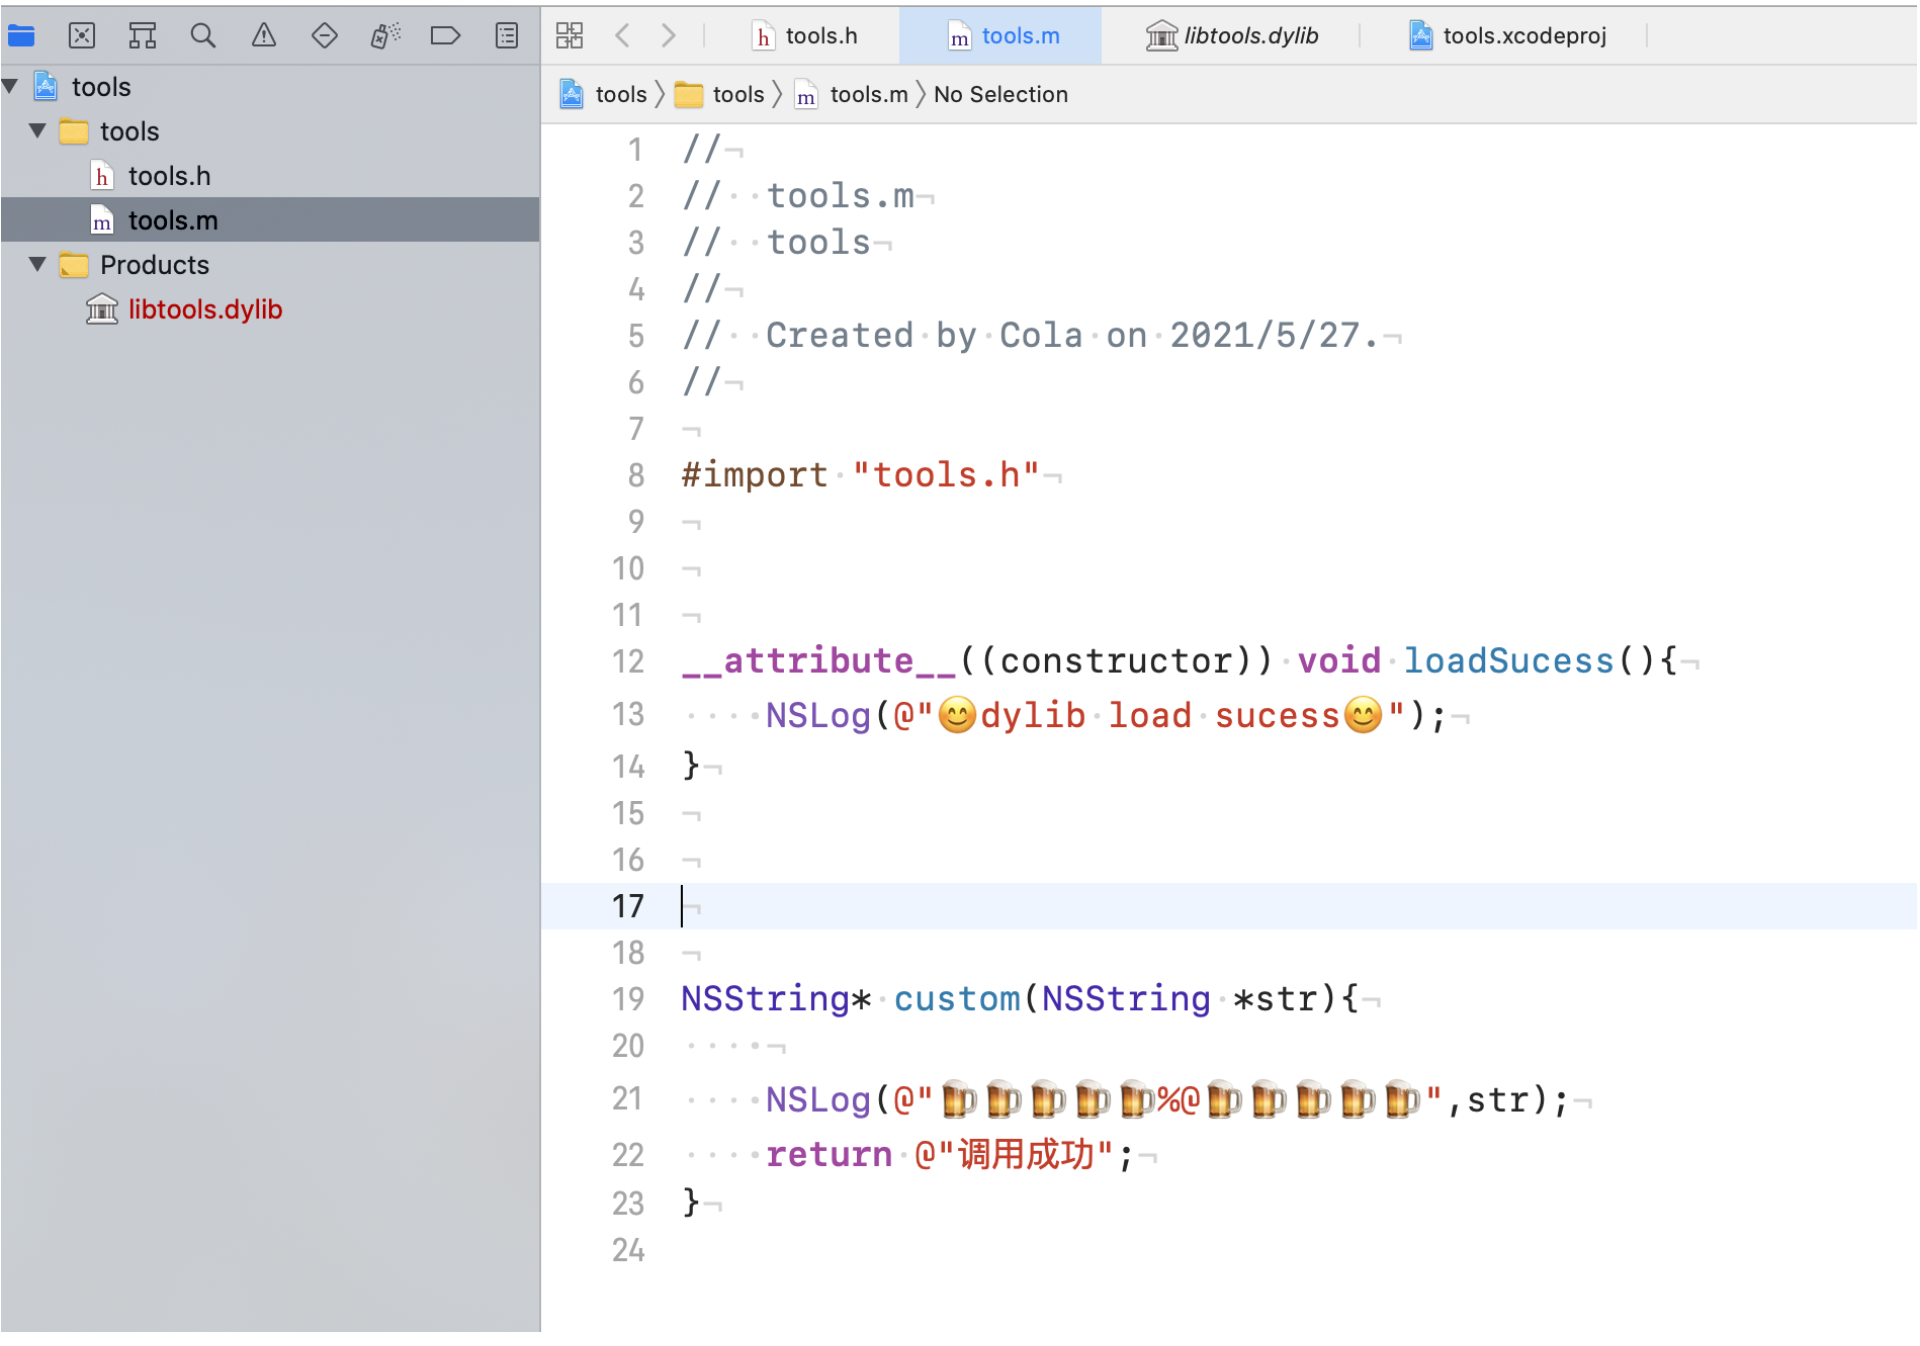 tools.h tools.m libtools.dylib tools.xcodeproj
tools
tools
tools.h
tools.m
Products
libtools.dylib
tools tools tools.m No Selection
1 //
2 // tools.m
3 // tools
4 //
5 // Created by Cola on 2021/5/27.
6 //
7
8 #import "tools.h"
9
10
11
12 __attribute__((constructor)) void loadSucess(){
13 NSLog(@"😊dylib load sucess😊");
14 }
15
16
17
18
19 NSString* custom(NSString *str){
20
21 NSLog(@"🍺🍺🍺🍺🍺%@🍺🍺🍺🍺🍺",str);
22 return @"调用成功";
23 }
24